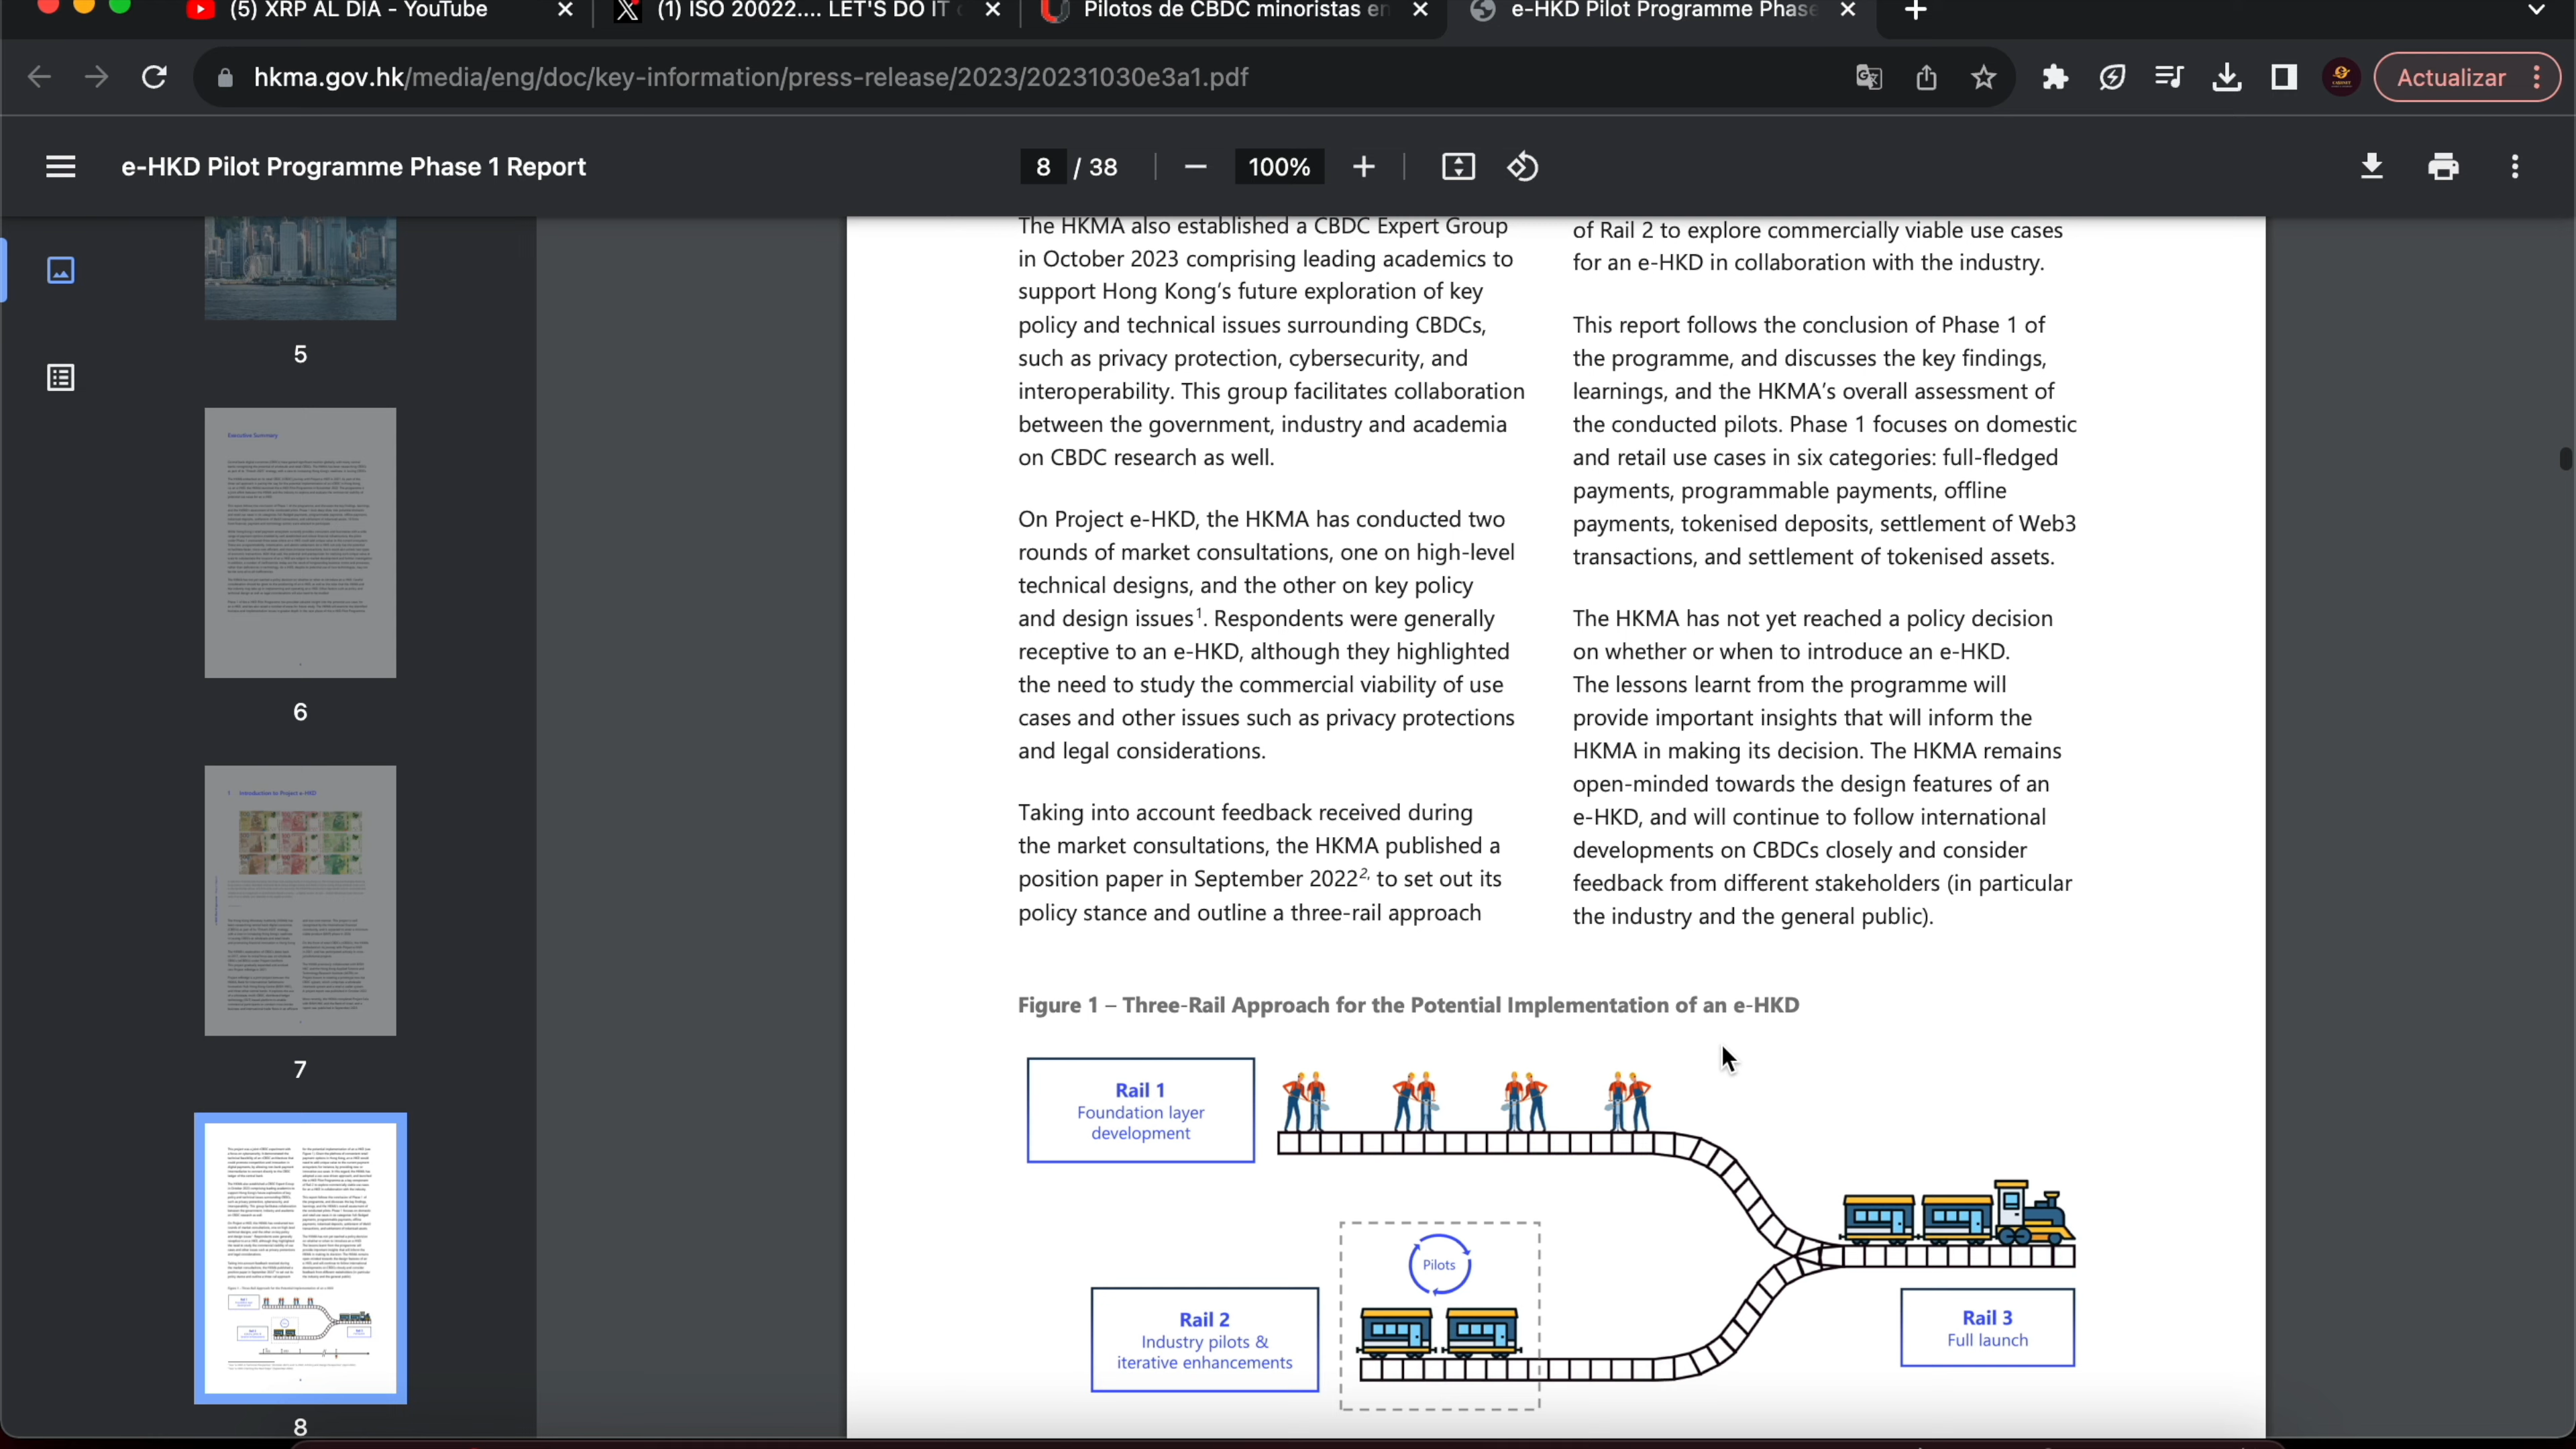 (5) XRP AL DIA - YouTube
(1) ISO 20022.... LET'S DO IT
Pilotos de CBDC minoristas en
e-HKD Pilot Programme Phase
hkma.gov.hk/media/eng/doc/key-information/press-release/2023/20231030e3a1.pdf
Actualizar
e-HKD Pilot Programme Phase 1 Report
8 / 38
100%
5
Executive Summary
6
1 Introduction to Project e-HKD
7
8
The HKMA also established a CBDC Expert Group
in October 2023 comprising leading academics to
support Hong Kong's future exploration of key
policy and technical issues surrounding CBDCs,
such as privacy protection, cybersecurity, and
interoperability. This group facilitates collaboration
between the government, industry and academia
on CBDC research as well.
On Project e-HKD, the HKMA has conducted two
rounds of market consultations, one on high-level
technical designs, and the other on key policy
and design issues¹. Respondents were generally
receptive to an e-HKD, although they highlighted
the need to study the commercial viability of use
cases and other issues such as privacy protections
and legal considerations.
Taking into account feedback received during
the market consultations, the HKMA published a
position paper in September 2022², to set out its
policy stance and outline a three-rail approach
of Rail 2 to explore commercially viable use cases
for an e-HKD in collaboration with the industry.
This report follows the conclusion of Phase 1 of
the programme, and discusses the key findings,
learnings, and the HKMA's overall assessment of
the conducted pilots. Phase 1 focuses on domestic
and retail use cases in six categories: full-fledged
payments, programmable payments, offline
payments, tokenised deposits, settlement of Web3
transactions, and settlement of tokenised assets.
The HKMA has not yet reached a policy decision
on whether or when to introduce an e-HKD.
The lessons learnt from the programme will
provide important insights that will inform the
HKMA in making its decision. The HKMA remains
open-minded towards the design features of an
e-HKD, and will continue to follow international
developments on CBDCs closely and consider
feedback from different stakeholders (in particular
the industry and the general public).
Figure 1 – Three-Rail Approach for the Potential Implementation of an e-HKD
Rail 1
Foundation layer
development
Pilots
Rail 2
Industry pilots &
iterative enhancements
Rail 3
Full launch